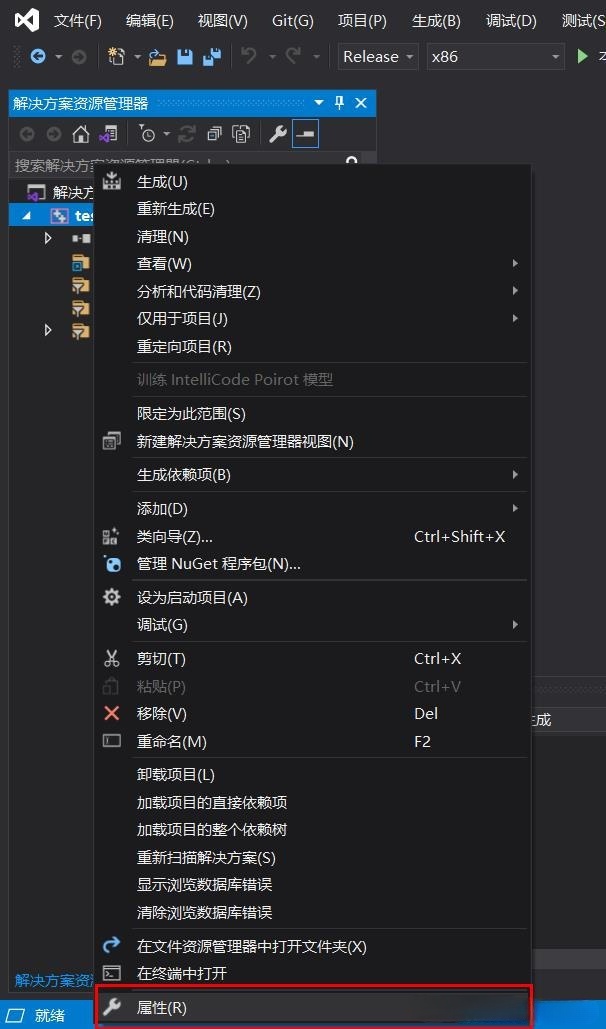 文件(F) 编辑(E) 视图(V) Git(G) 项目(P) 生成(B) 调试(D) 测试(S
Release x86
解决方案资源管理器
搜索解决方案资源管理器(Ctrl+;)
解决方
tes
生成(U)
重新生成(E)
清理(N)
查看(W)
分析和代码清理(Z)
仅用于项目(J)
重定向项目(R)
训练 IntelliCode Poirot 模型
限定为此范围(S)
新建解决方案资源管理器视图(N)
生成依赖项(B)
添加(D)
类向导(Z)... Ctrl+Shift+X
管理 NuGet 程序包(N)...
设为启动项目(A)
调试(G)
剪切(T) Ctrl+X
粘贴(P) Ctrl+V
移除(V) Del
生成
重命名(M) F2
卸载项目(L)
加载项目的直接依赖项
加载项目的整个依赖树
重新扫描解决方案(S)
显示浏览数据库错误
清除浏览数据库错误
在文件资源管理器中打开文件夹(X)
在终端中打开
解决方案资
属性(R)
就绪